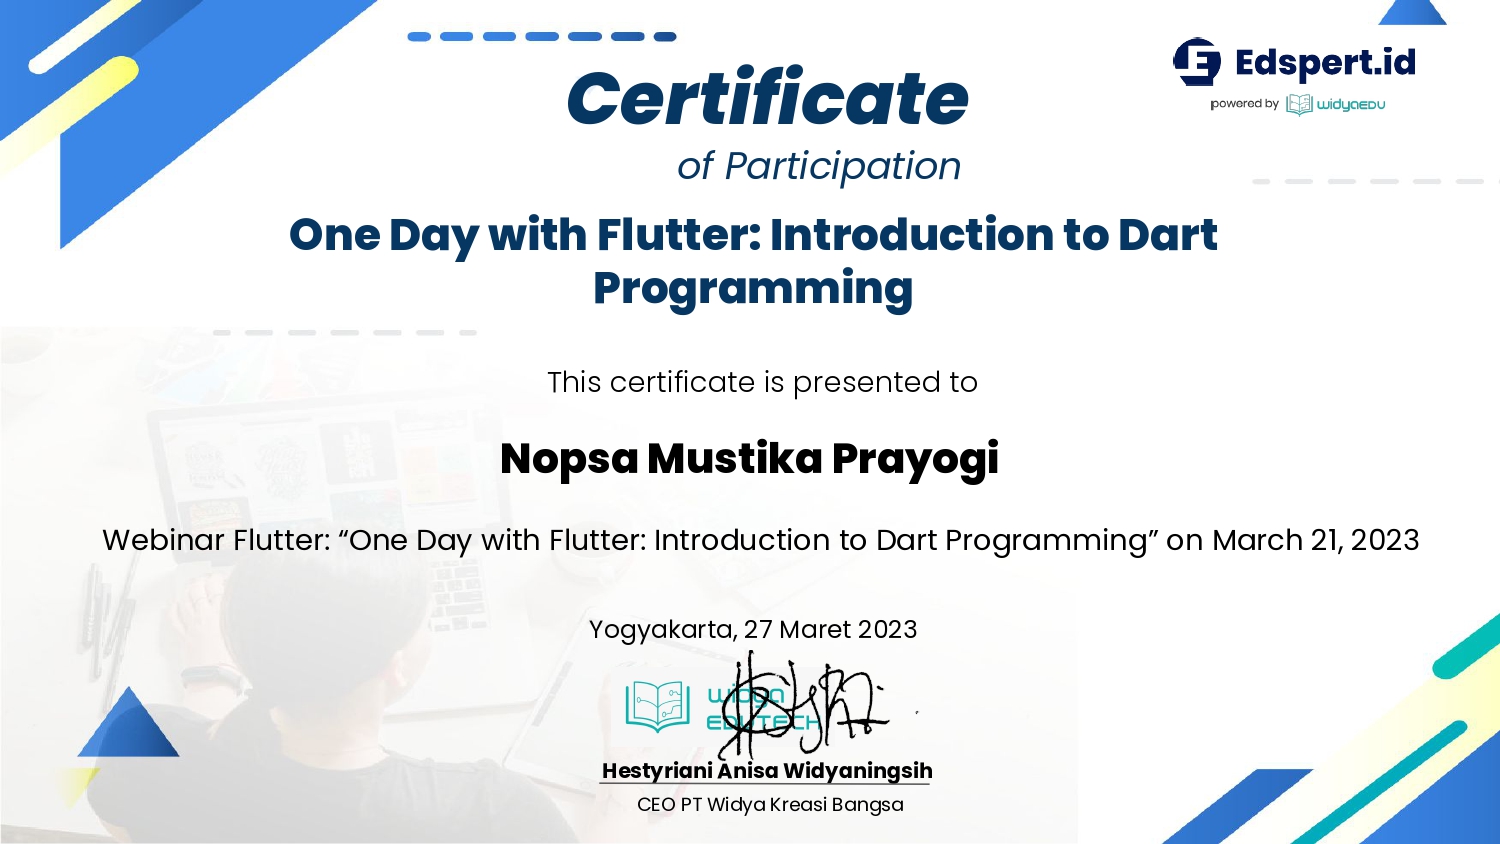 Edspert.id
powered by WIDYAEDU
Certificate
of Participation
One Day with Flutter: Introduction to Dart
Programming
This certificate is presented to
Nopsa Mustika Prayogi
Webinar Flutter: “One Day with Flutter: Introduction to Dart Programming” on March 21, 2023
Yogyakarta, 27 Maret 2023
WIDYA
EDUTECH
Hestyriani Anisa Widyaningsih
CEO PT Widya Kreasi Bangsa